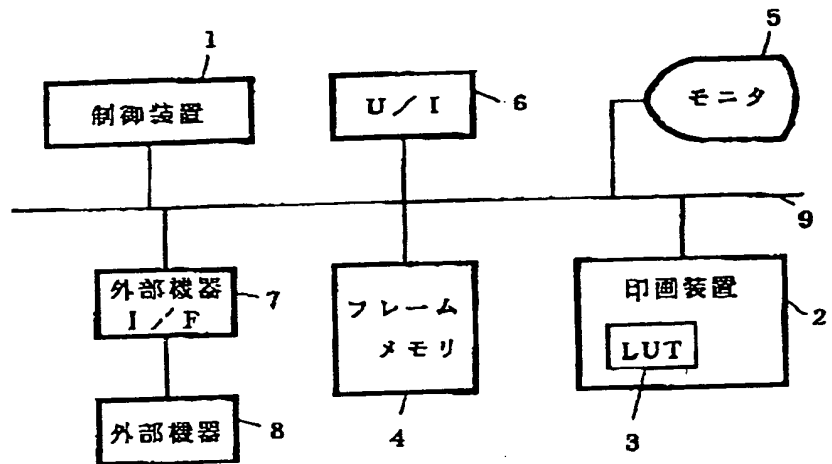 1
5
制御装置
U/I
6
モニタ
9
外部機器
I/F
7
フレーム
メモリ
印画装置
2
LUT
外部機器
8
4
3